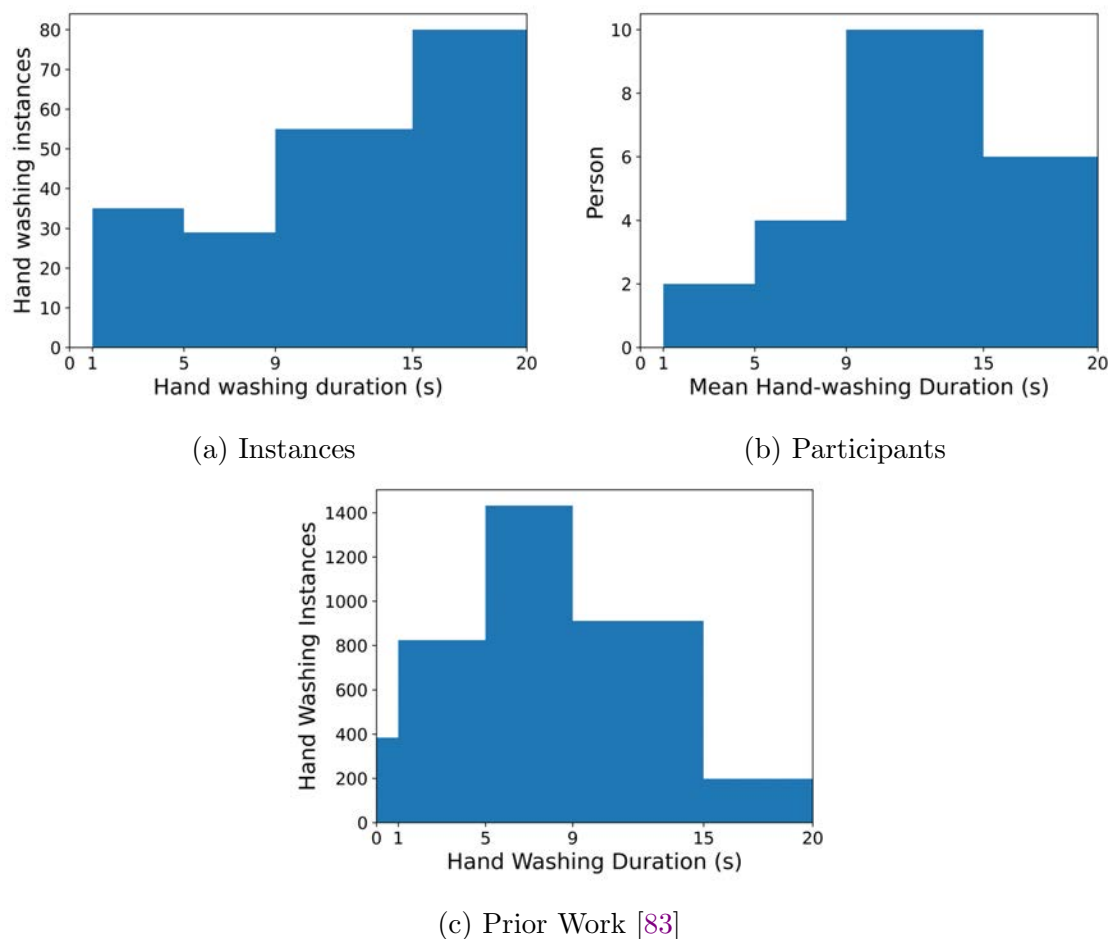 80
70
60
50
40
30
20
10
0
Hand washing instances
0 1 5 9 15 20
Hand washing duration (s)
(a) Instances
10
8
6
4
2
0
Person
0 1 5 9 15 20
Mean Hand-washing Duration (s)
(b) Participants
1400
1200
1000
800
600
400
200
0
Hand Washing Instances
0 1 5 9 15 20
Hand Washing Duration (s)
(c) Prior Work [83]